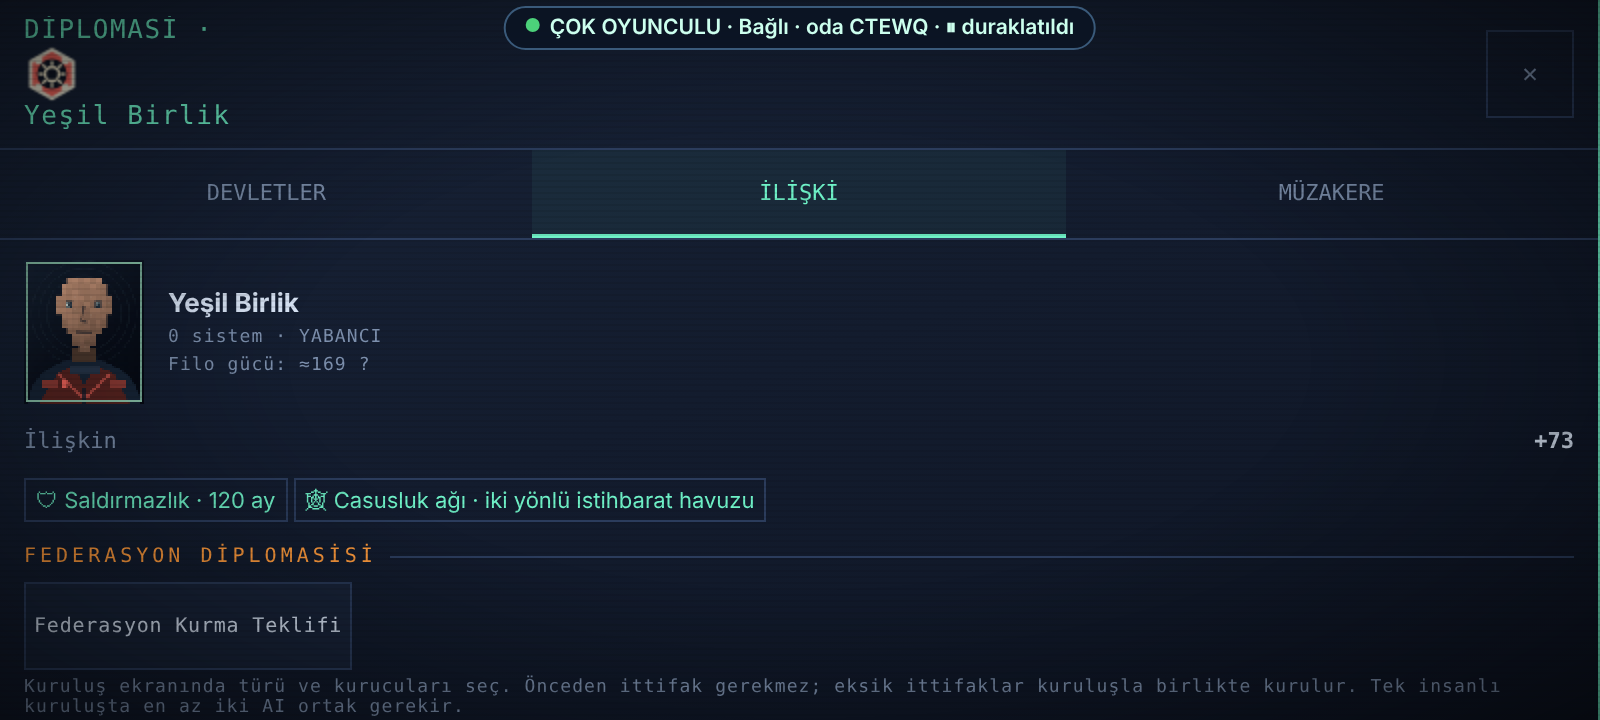 DİPLOMASİ ·
ÇOK OYUNCULU · Bağlı · oda CTEWQ · ⏸ duraklatıldı
×
Yeşil Birlik
DEVLETLER
İLİŞKİ
MÜZAKERE
Yeşil Birlik
0 sistem · YABANCI
Filo gücü: ≈169 ?
İlişkin
+73
🛡 Saldırmazlık · 120 ay
🕸 Casusluk ağı · iki yönlü istihbarat havuzu
FEDERASYON DİPLOMASİSİ
Federasyon Kurma Teklifi
Kuruluş ekranında türü ve kurucuları seç. Önceden ittifak gerekmez; eksik ittifaklar kuruluşla birlikte kurulur. Tek insanlı
kuruluşta en az iki AI ortak gerekir.